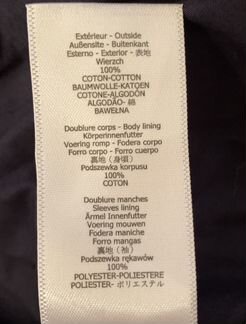 Extérieur - Outside
Außensite - Buitenkant
Esterno - Exterior - 表地
Wierzch
100%
COTON-COTTON
BAUMWOLLE-KATOEN
COTONE-ALGODÓN
ALGODÃO- 綿
BAWEŁNA
Doublure corps - Body lining
Körperinnenfutter
Voering romp - Fodera corpo
Forro corpo - Forro cuerpo
裏地（身頃）
Podszewka korpusu
100%
COTON
Doublure manches
Sleeves lining
Ärmel Innenfutter
Voering mouwen
Fodera maniche
Forro mangas
裏地（袖）
Podszewka rękawów
100%
POLYESTER-POLIESTERE
POLIESTER- ポリエステル